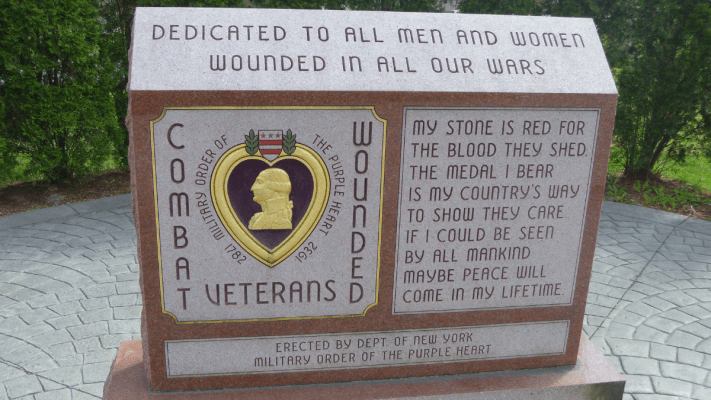 DEDICATED TO ALL MEN AND WOMEN
WOUNDED IN ALL OUR WARS
COMBAT
WOUNDED
VETERANS
MILITARY ORDER OF
THE PURPLE HEART
1782
1932
MY STONE IS RED FOR
THE BLOOD THEY SHED.
THE MEDAL I BEAR
IS MY COUNTRY'S WAY
TO SHOW THEY CARE.
IF I COULD BE SEEN
BY ALL MANKIND
MAYBE PEACE WILL
COME IN MY LIFETIME
ERECTED BY DEPT. OF NEW YORK
MILITARY ORDER OF THE PURPLE HEART